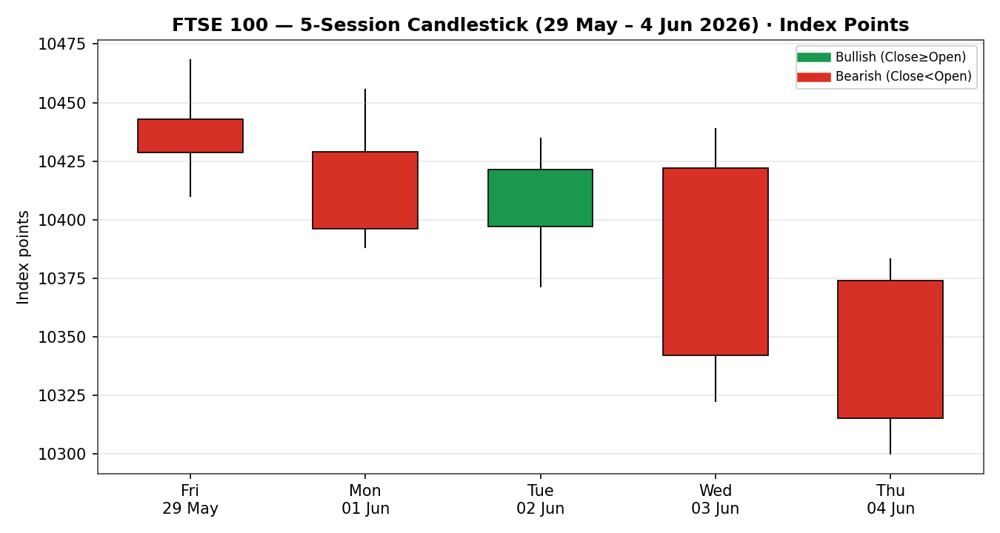 FTSE 100 — 5-Session Candlestick (29 May – 4 Jun 2026) · Index Points
Bullish (Close≥Open)
Bearish (Close<Open)
Index points
10475
10450
10425
10400
10375
10350
10325
10300
Fri
29 May
Mon
01 Jun
Tue
02 Jun
Wed
03 Jun
Thu
04 Jun